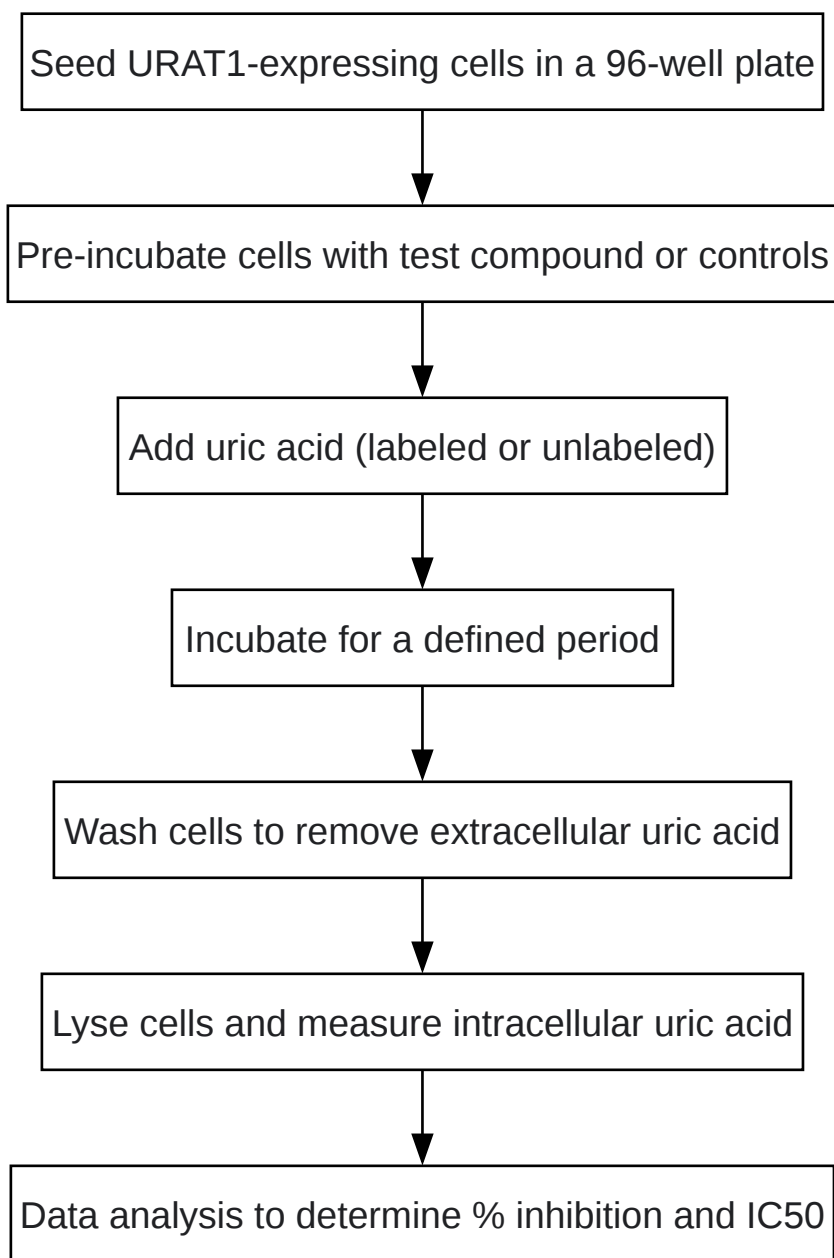 Seed URAT1-expressing cells in a 96-well plate
Pre-incubate cells with test compound or controls
Add uric acid (labeled or unlabeled)
Incubate for a defined period
Wash cells to remove extracellular uric acid
Lyse cells and measure intracellular uric acid
Data analysis to determine % inhibition and IC50